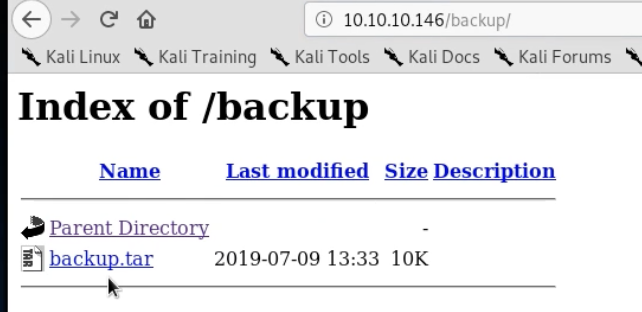 10.10.10.146/backup/
Kali Linux Kali Training Kali Tools Kali Docs Kali Forums
Index of /backup
Name Last modified Size Description
Parent Directory -
TAR backup.tar 2019-07-09 13:33 10K